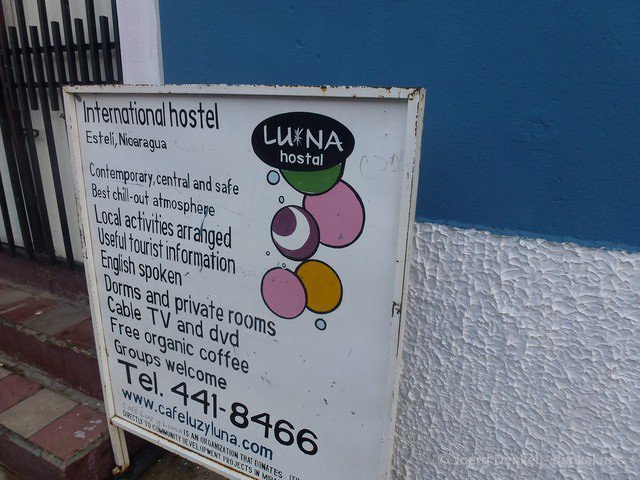 International hostel
Esteli, Nicaragua
LUNA
hostal
Contemporary, central and safe
Best chill-out atmosphere
Local activities arranged
Useful tourist information
English spoken
Dorms and private rooms
Cable TV and dvd
Free organic coffee
Groups welcome
Tel. 441-8466
www.cafeluzyluna.com
IS AN ORGANIZATION THAT DONATES ITS
DIRECTLY TO COMMUNITY DEVELOPMENT PROJECTS IN